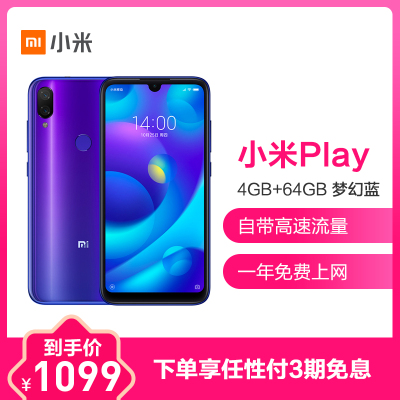 小米
14:00
小米Play
4GB+64GB 梦幻蓝
自带高速流量
一年免费上网
到手价
¥1099
下单享任性付3期免息